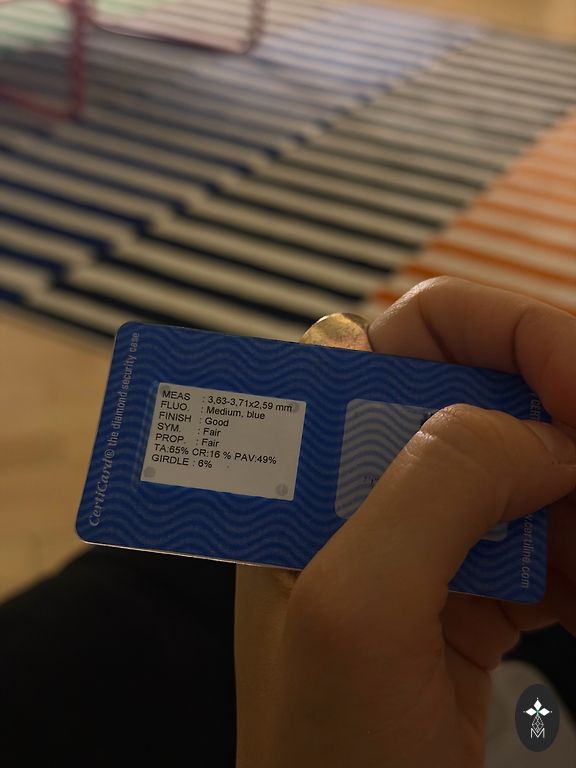 CertiCard® the diamond security case
MEAS : 3,63-3,71x2,59 mm
FLUO. : Medium, blue
FINISH : Good
SYM. : Fair
PROP. : Fair
TA:65% CR:16 % PAV:49%
GIRDLE : 6%
M